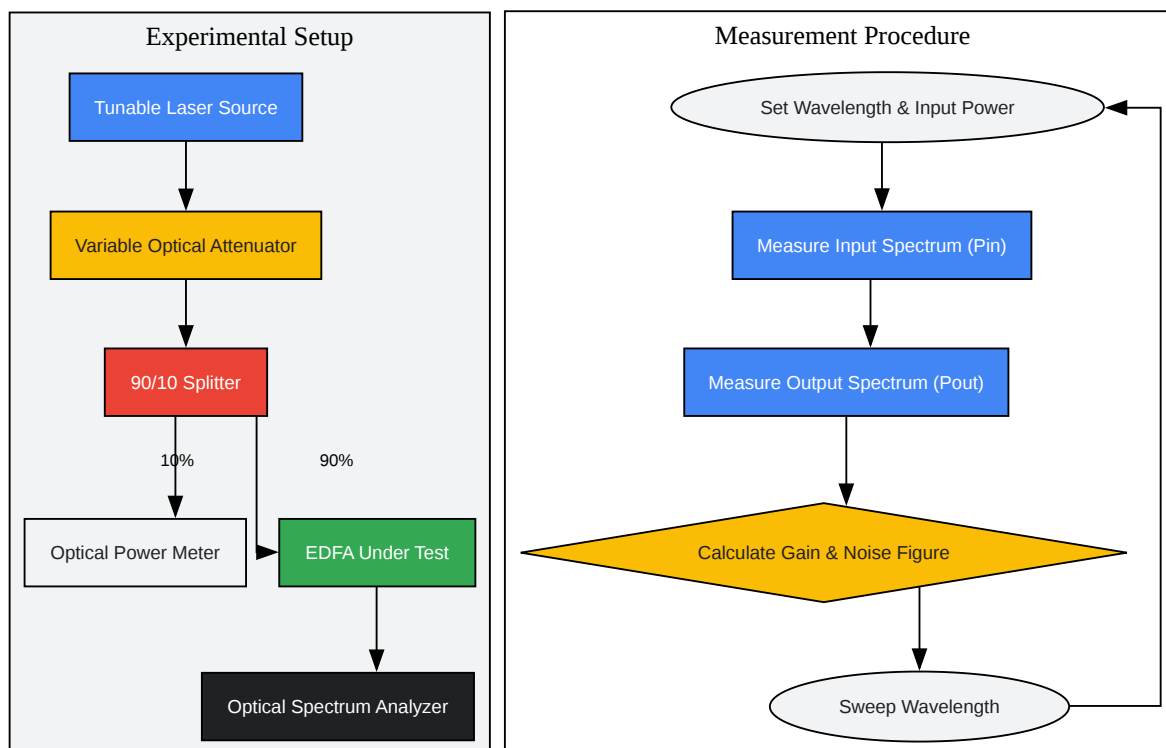 Experimental Setup
Tunable Laser Source
Variable Optical Attenuator
90/10 Splitter
10%
90%
Optical Power Meter
EDFA Under Test
Optical Spectrum Analyzer
Measurement Procedure
Set Wavelength & Input Power
Measure Input Spectrum (Pin)
Measure Output Spectrum (Pout)
Calculate Gain & Noise Figure
Sweep Wavelength